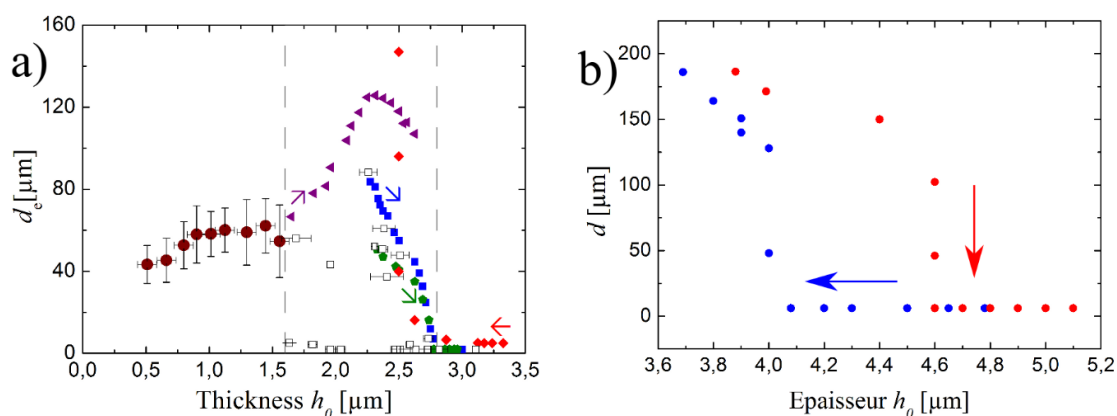 a)
160
120
80
40
0
d_e [μm]
0,0 0,5 1,0 1,5 2,0 2,5 3,0 3,5
Thickness h_0 [μm]
b)
200
150
100
50
0
d [μm]
3,6 3,8 4,0 4,2 4,4 4,6 4,8 5,0 5,2
Epaisseur h_0 [μm]